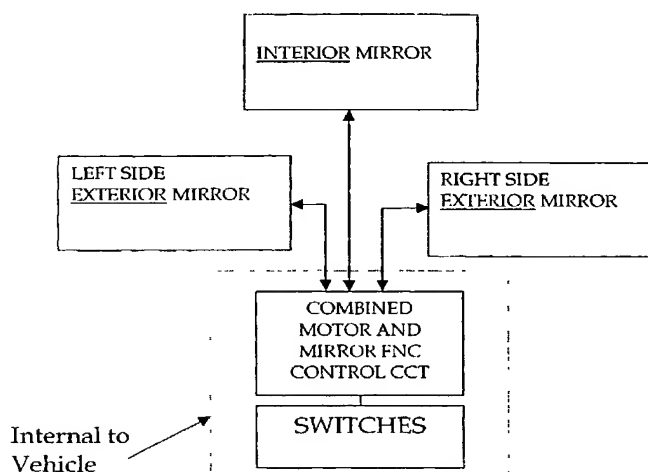 INTERIOR MIRROR
LEFT SIDE
EXTERIOR MIRROR
RIGHT SIDE
EXTERIOR MIRROR
COMBINED
MOTOR AND
MIRROR FNC
CONTROL CCT
SWITCHES
Internal to
Vehicle